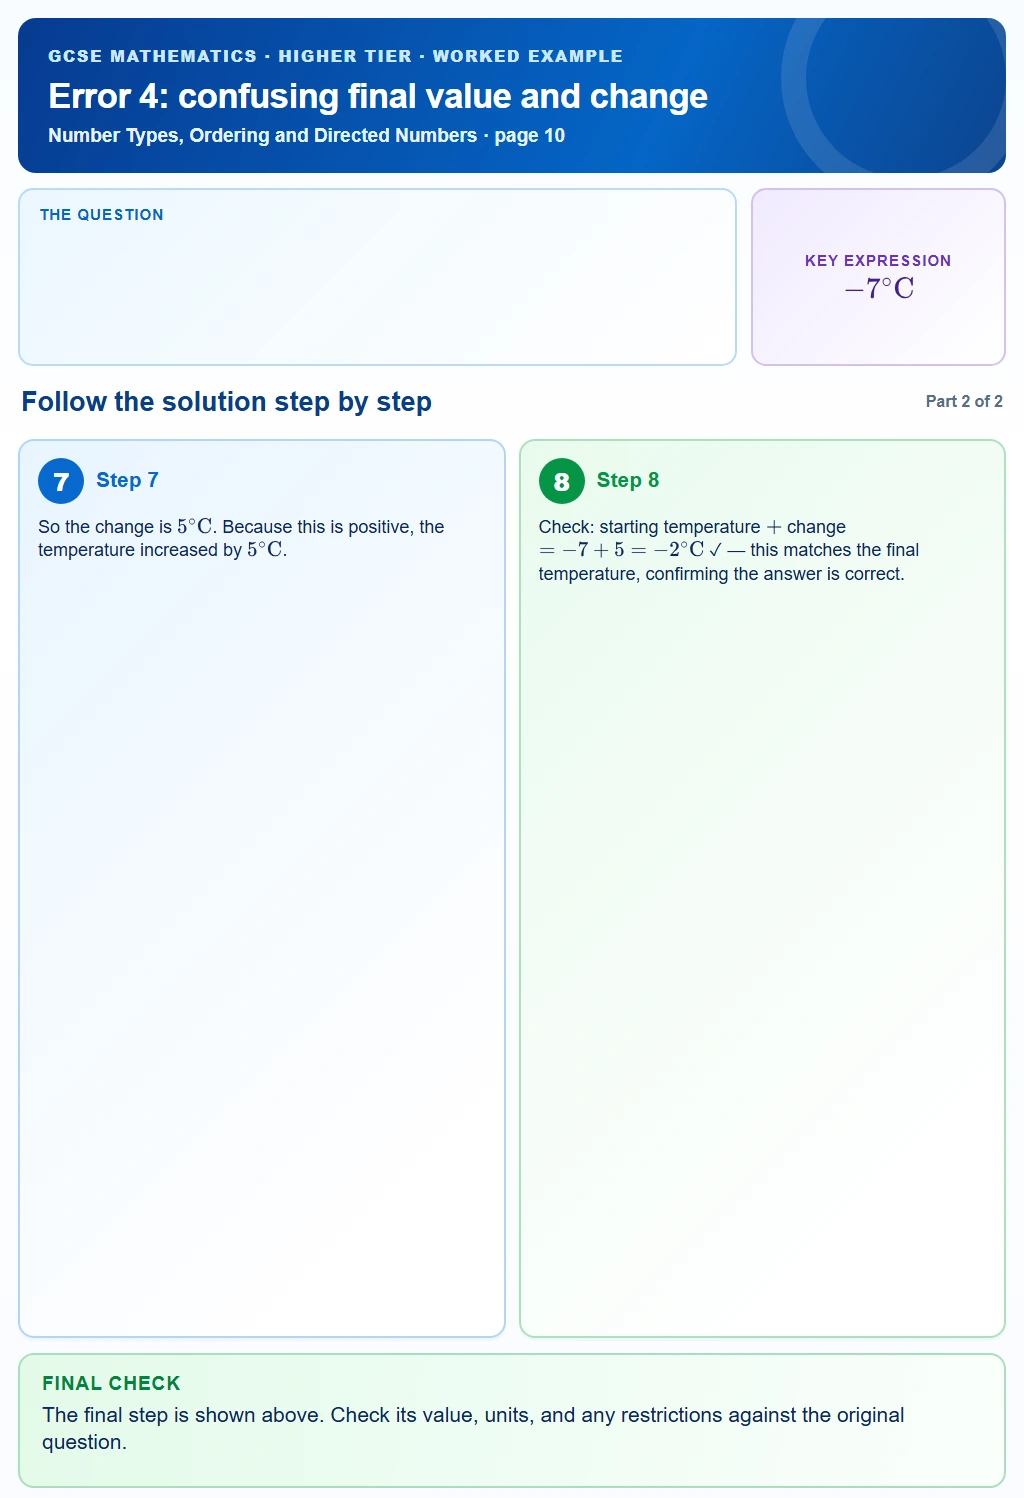 GCSE MATHEMATICS · HIGHER TIER · WORKED EXAMPLE
Error 4: confusing final value and change
Number Types, Ordering and Directed Numbers · page 10
THE QUESTION
KEY EXPRESSION
−7°C
Follow the solution step by step
Part 2 of 2
7 Step 7
So the change is 5°C. Because this is positive, the
temperature increased by 5°C.
8 Step 8
Check: starting temperature + change
= −7 + 5 = −2°C ✓ — this matches the final
temperature, confirming the answer is correct.
FINAL CHECK
The final step is shown above. Check its value, units, and any restrictions against the original
question.